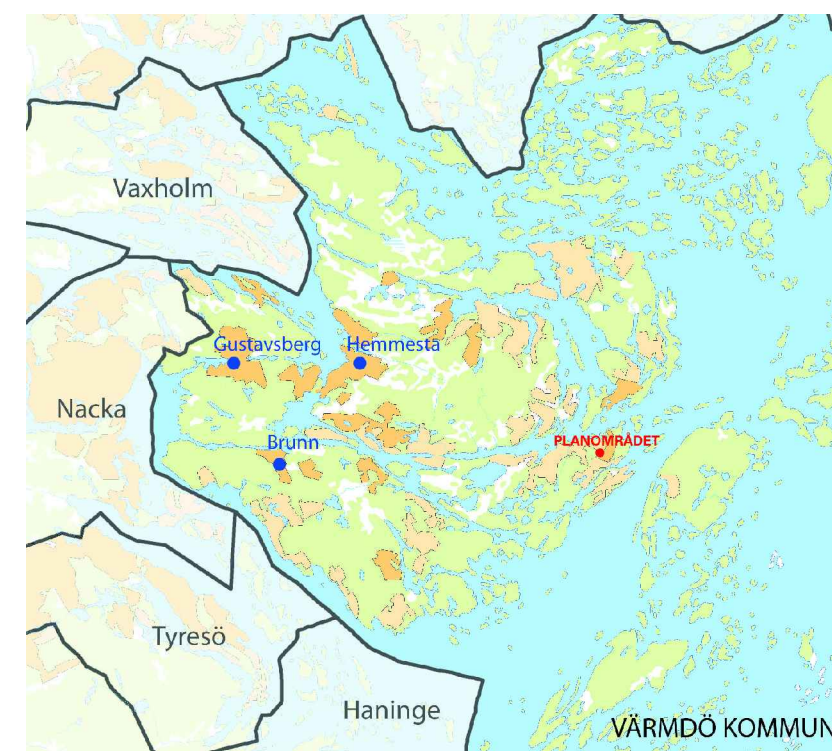 Vaxholm
Gustavsberg
Hemmesta
Nacka
Brunn
PLANOMRÅDET
Tyresö
Haninge
VÄRMDÖ KOMMUN